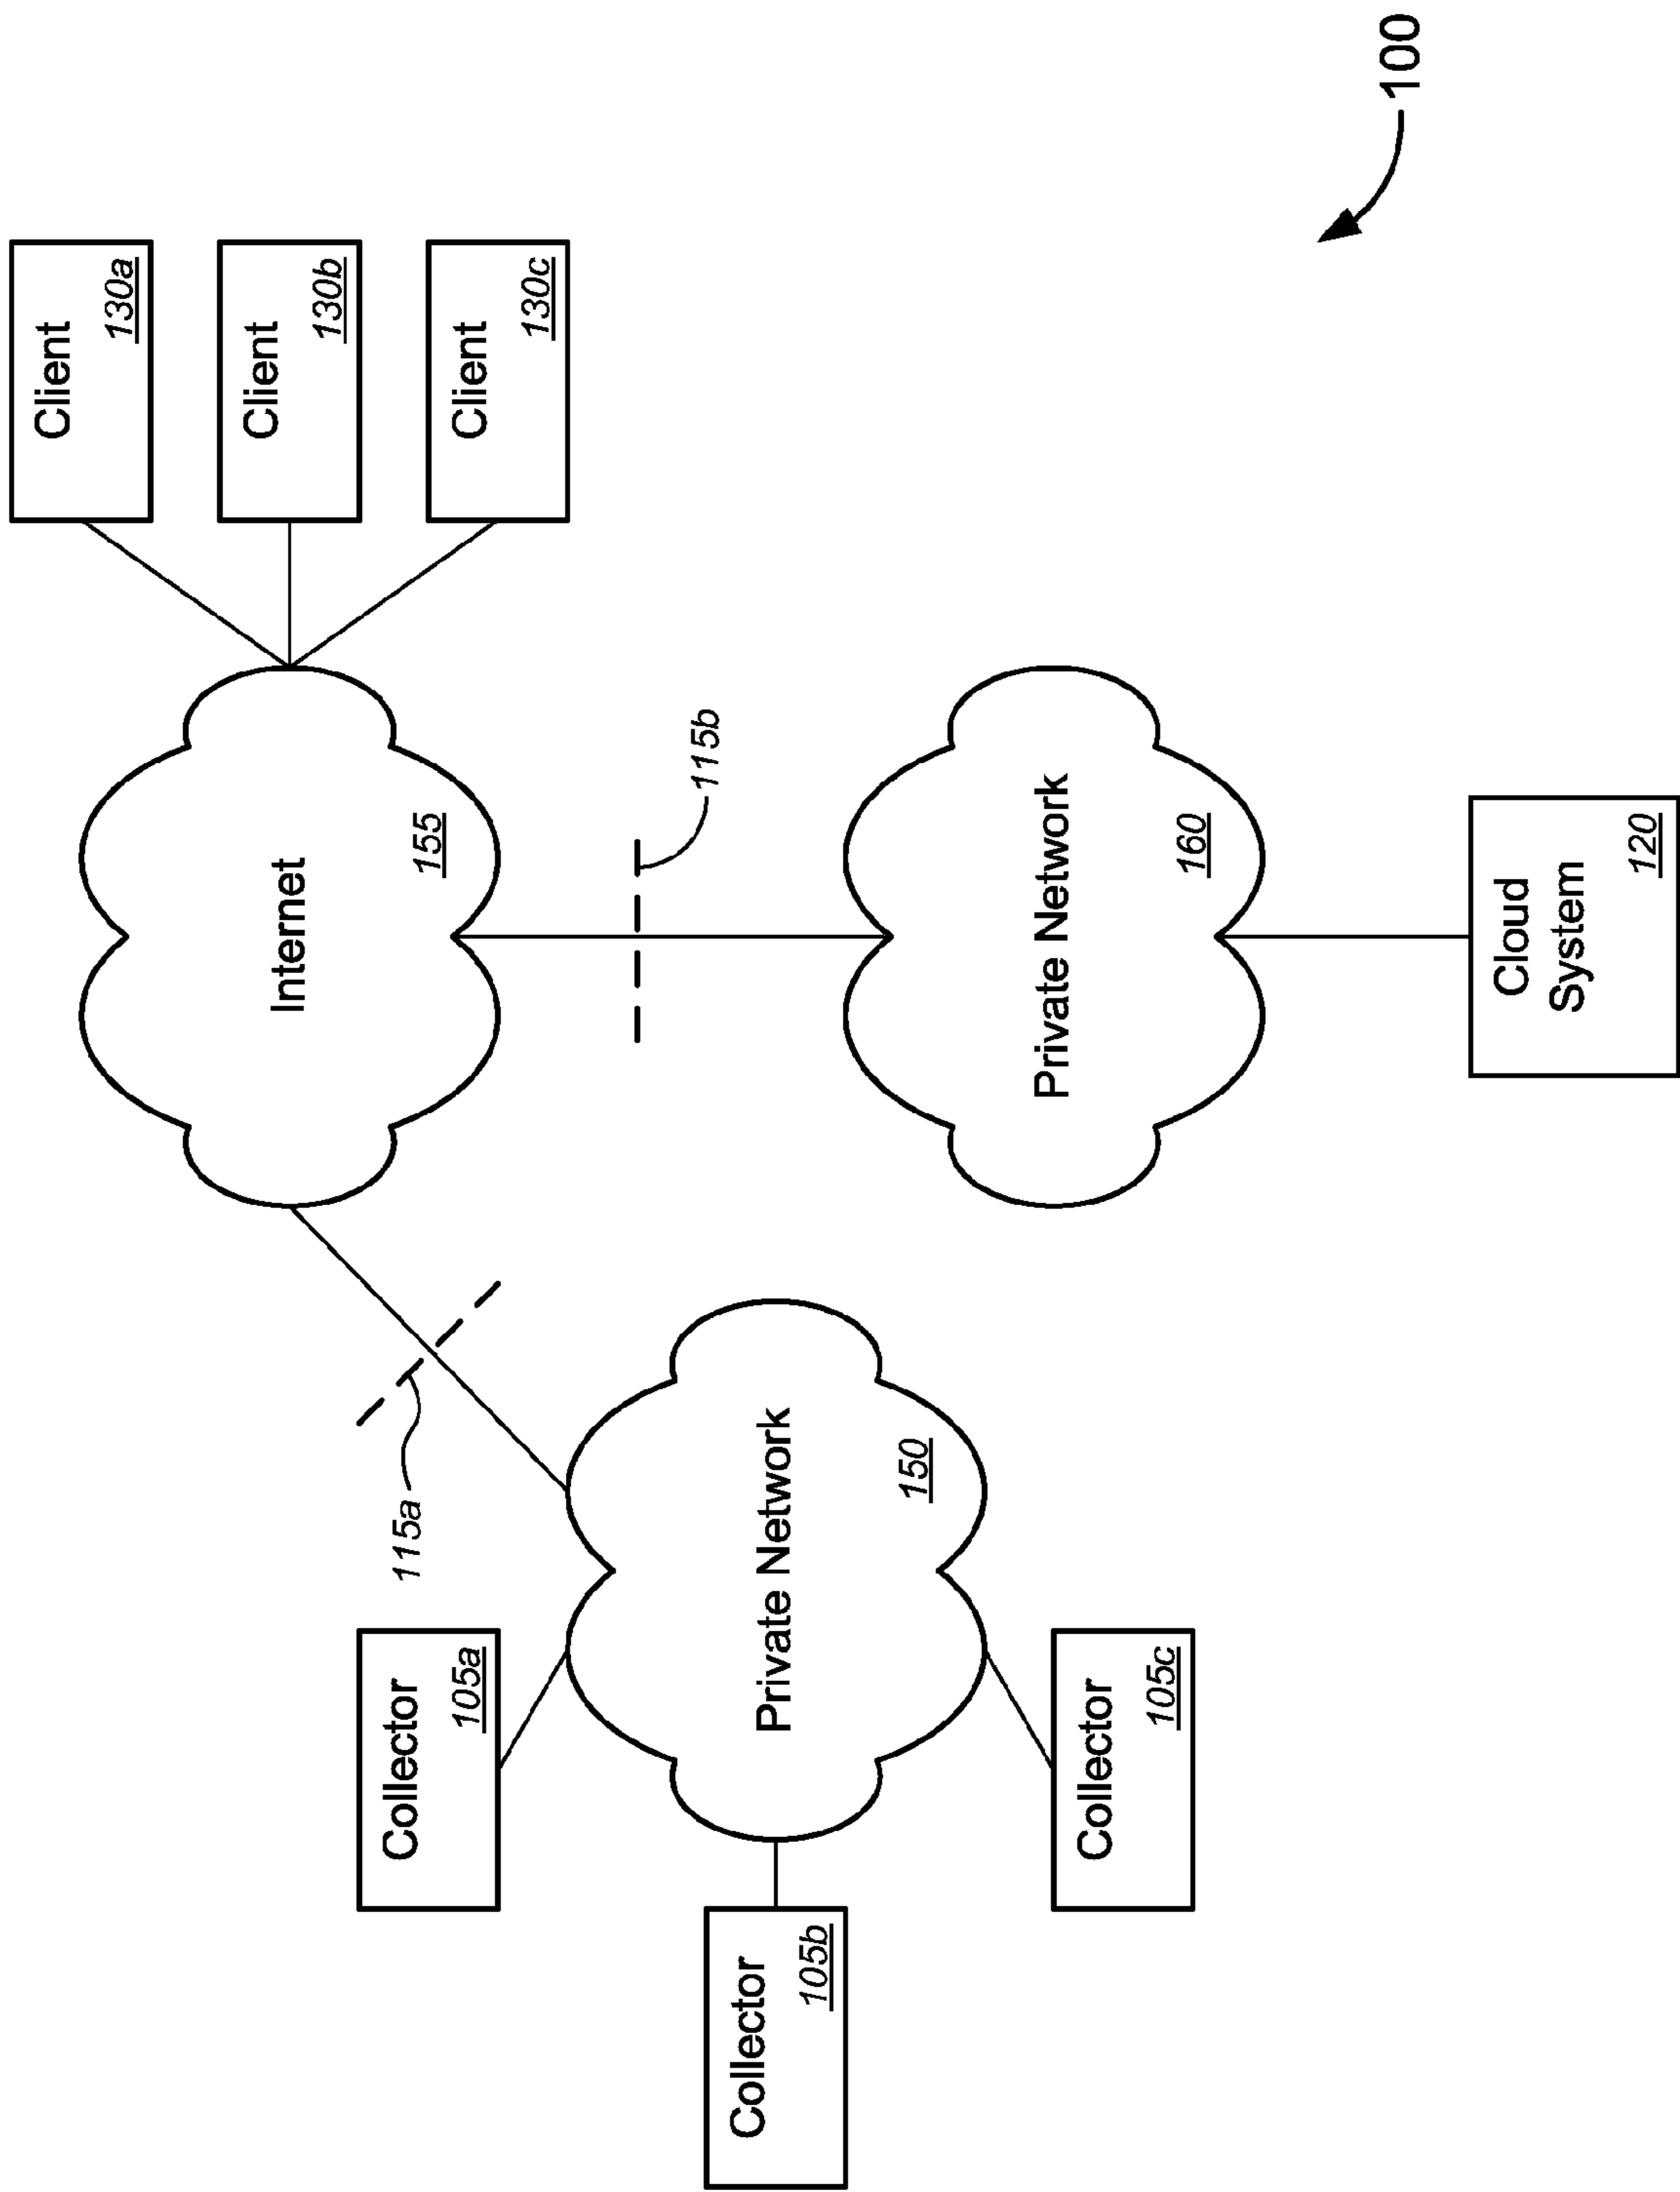 Collector
105b
Collector
105a
Collector
105c
115a
Private Network
150
Internet
155
115b
Private Network
160
Cloud
System
120
Client
130a
Client
130b
Client
130c
100